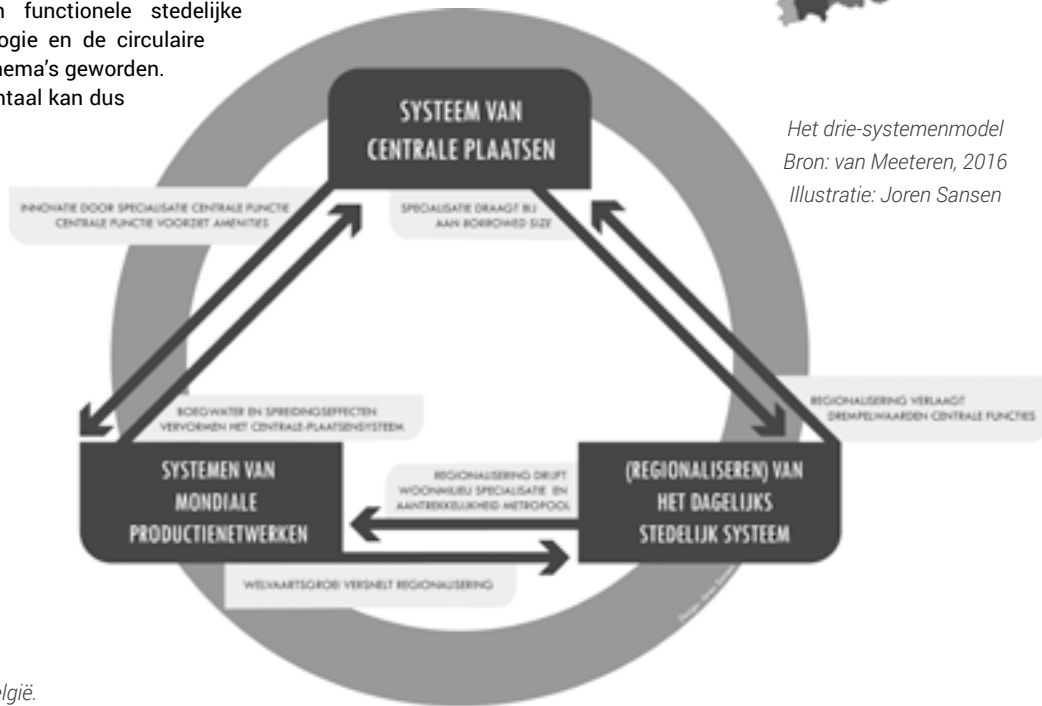 functionele stedelijke
ogie en de circulaire
hema's geworden.
ntaal kan dus
SYSTEEM VAN
CENTRALE PLAATSEN
Het drie-systemenmodel
Bron: van Meeteren, 2016
Illustratie: Joren Sansen
INNOVATIE DOOR SPECIALISATIE CENTRALE FUNCTIE
CENTRALE FUNCTIE VOORZIET AMENITIES
SPECIALISATIE DRAAGT BIJ
AAN BORROWED SIZE
BOEGWATER EN SPREIDINGSEFFECTEN
VERVORMEN HET CENTRALE-PLAATSENSYSTEEM
REGIONALISERING VERLAAGT
DREMPELWAARDEN CENTRALE FUNCTIES
SYSTEMEN VAN
MONDIALE
PRODUCTIENETWERKEN
REGIONALISERING DRIJFT
WOONMILIEU SPECIALISATIE EN
AANTREKKELIJKHEID METROPOOL
(REGIONALISEREN) VAN
HET DAGELIJKS
STEDELIJK SYSTEEM
WELVAARTSGROEI VERSNELT REGIONALISERING
elgië.